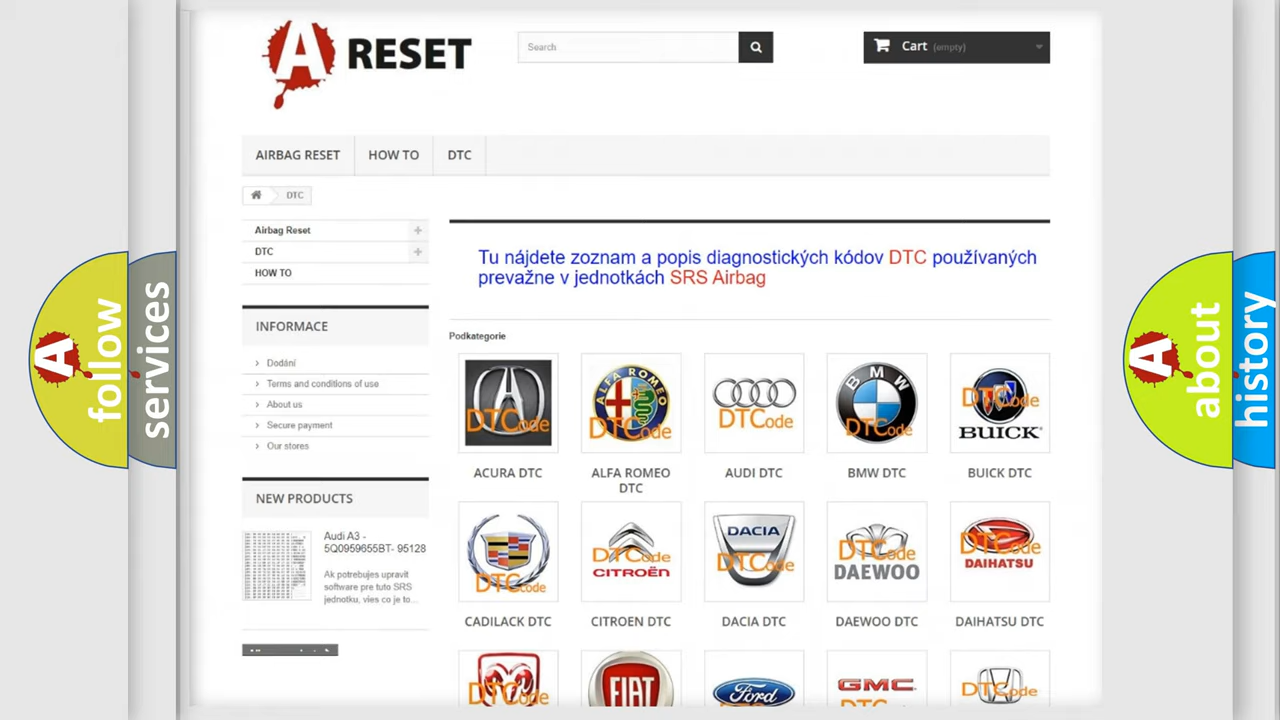 A RESET
Search
Cart (empty)
AIRBAG RESET
HOW TO
DTC
DTC
Airbag Reset
DTC
HOW TO
Tu nájdete zoznam a popis diagnostických kódov DTC používaných
prevažne v jednotkách SRS Airbag
INFORMACE
Dodání
Terms and conditions of use
About us
Secure payment
Our stores
Podkategorie
DTCode
ALFA ROMEO
DTCode
DTCode
BMW
DTCode
DTCode
BUICK
ACURA DTC
ALFA ROMEO
DTC
AUDI DTC
BMW DTC
BUICK DTC
NEW PRODUCTS
Audi A3 -
5Q0959655BT- 95128
Ak potrebujes upravit
software pre tuto SRS
jednotku, vies co je to...
DTCode
DTCode
CITROËN
DACIA
DTCode
DTCode
DAEWOO
DTCode
DAIHATSU
CADILACK DTC
CITROEN DTC
DACIA DTC
DAEWOO DTC
DAIHATSU DTC
DTCode
FIAT
Ford
GMC
DTCode
A follow
services
A about
history